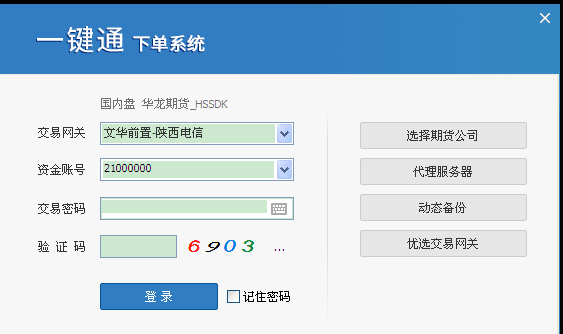 一键通 下单系统
国内盘 华龙期货_HSSDK
交易网关 文华前置-陕西电信
资金账号 21000000
交易密码
验证码 6903 ...
登录 记住密码
选择期货公司
代理服务器
动态备份
优选交易网关